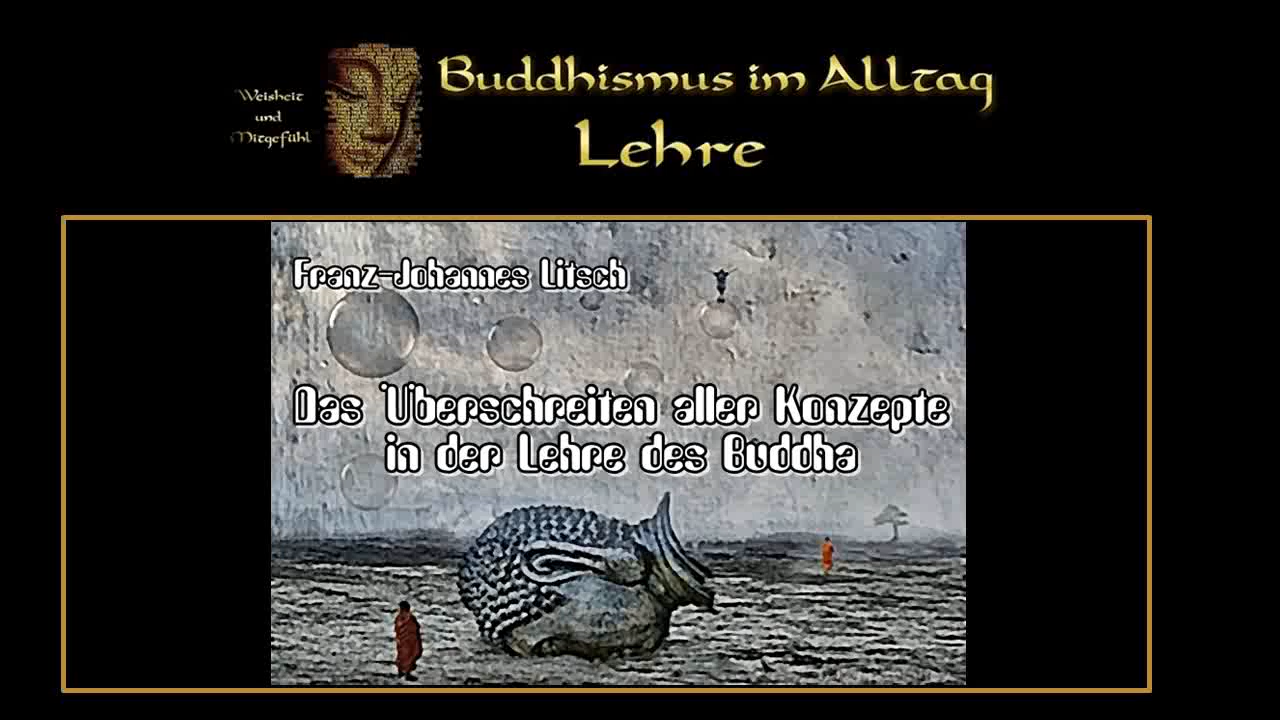 Weisheit
und
Mitgefühl
Buddhismus im Alltag
Lehre
Franz-Johannes Litsch
Das Überschreiten aller Konzepte
in der Lehre des Buddha